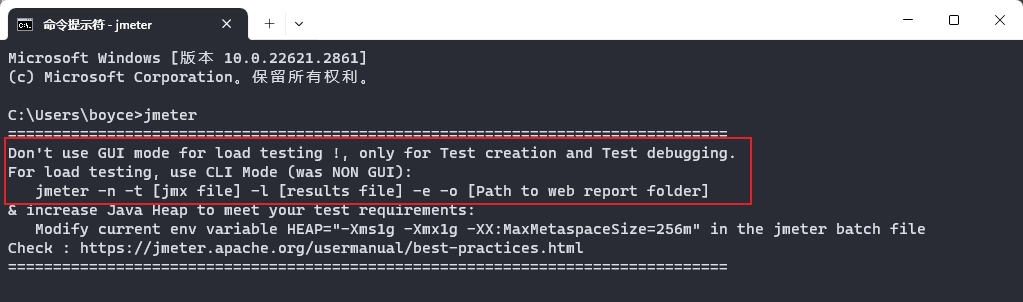 命令提示符 - jmeter
Microsoft Windows [版本 10.0.22621.2861]
(c) Microsoft Corporation。保留所有权利。
C:\Users\boyce>jmeter
================================================================================
Don't use GUI mode for load testing !, only for Test creation and Test debugging.
For load testing, use CLI Mode (was NON GUI):
   jmeter -n -t [jmx file] -l [results file] -e -o [Path to web report folder]
& increase Java Heap to meet your test requirements:
   Modify current env variable HEAP="-Xms1g -Xmx1g -XX:MaxMetaspaceSize=256m" in the jmeter batch file
Check : https://jmeter.apache.org/usermanual/best-practices.html
================================================================================